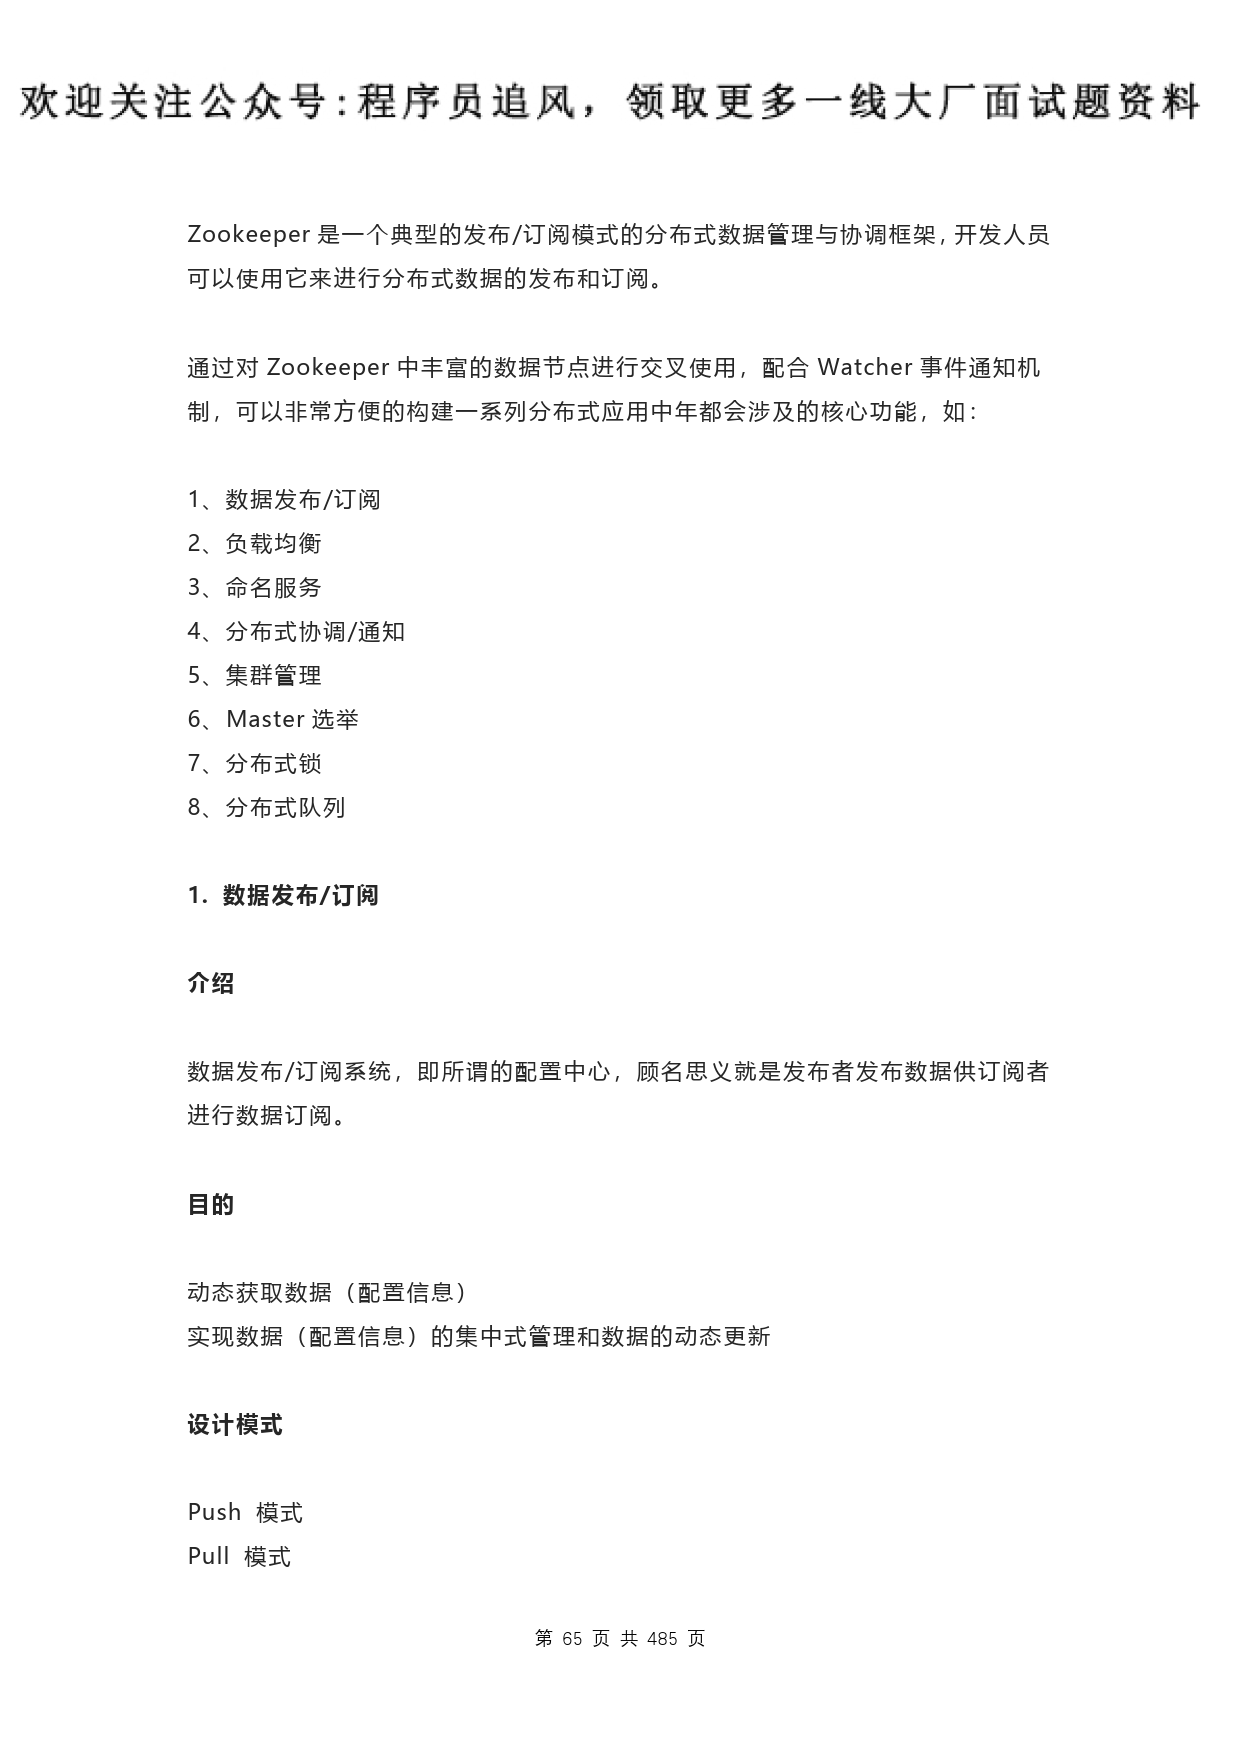 欢迎关注公众号:程序员追风，领取更多一线大厂面试题资料
Zookeeper 是一个典型的发布/订阅模式的分布式数据管理与协调框架，开发人员
可以使用它来进行分布式数据的发布和订阅。
通过对 Zookeeper 中丰富的数据节点进行交叉使用，配合 Watcher 事件通知机
制，可以非常方便的构建一系列分布式应用中年都会涉及的核心功能，如：
1、数据发布/订阅
2、负载均衡
3、命名服务
4、分布式协调/通知
5、集群管理
6、Master 选举
7、分布式锁
8、分布式队列
1. 数据发布/订阅
介绍
数据发布/订阅系统，即所谓的配置中心，顾名思义就是发布者发布数据供订阅者
进行数据订阅。
目的
动态获取数据（配置信息）
实现数据（配置信息）的集中式管理和数据的动态更新
设计模式
Push 模式
Pull 模式
第 65 页 共 485 页